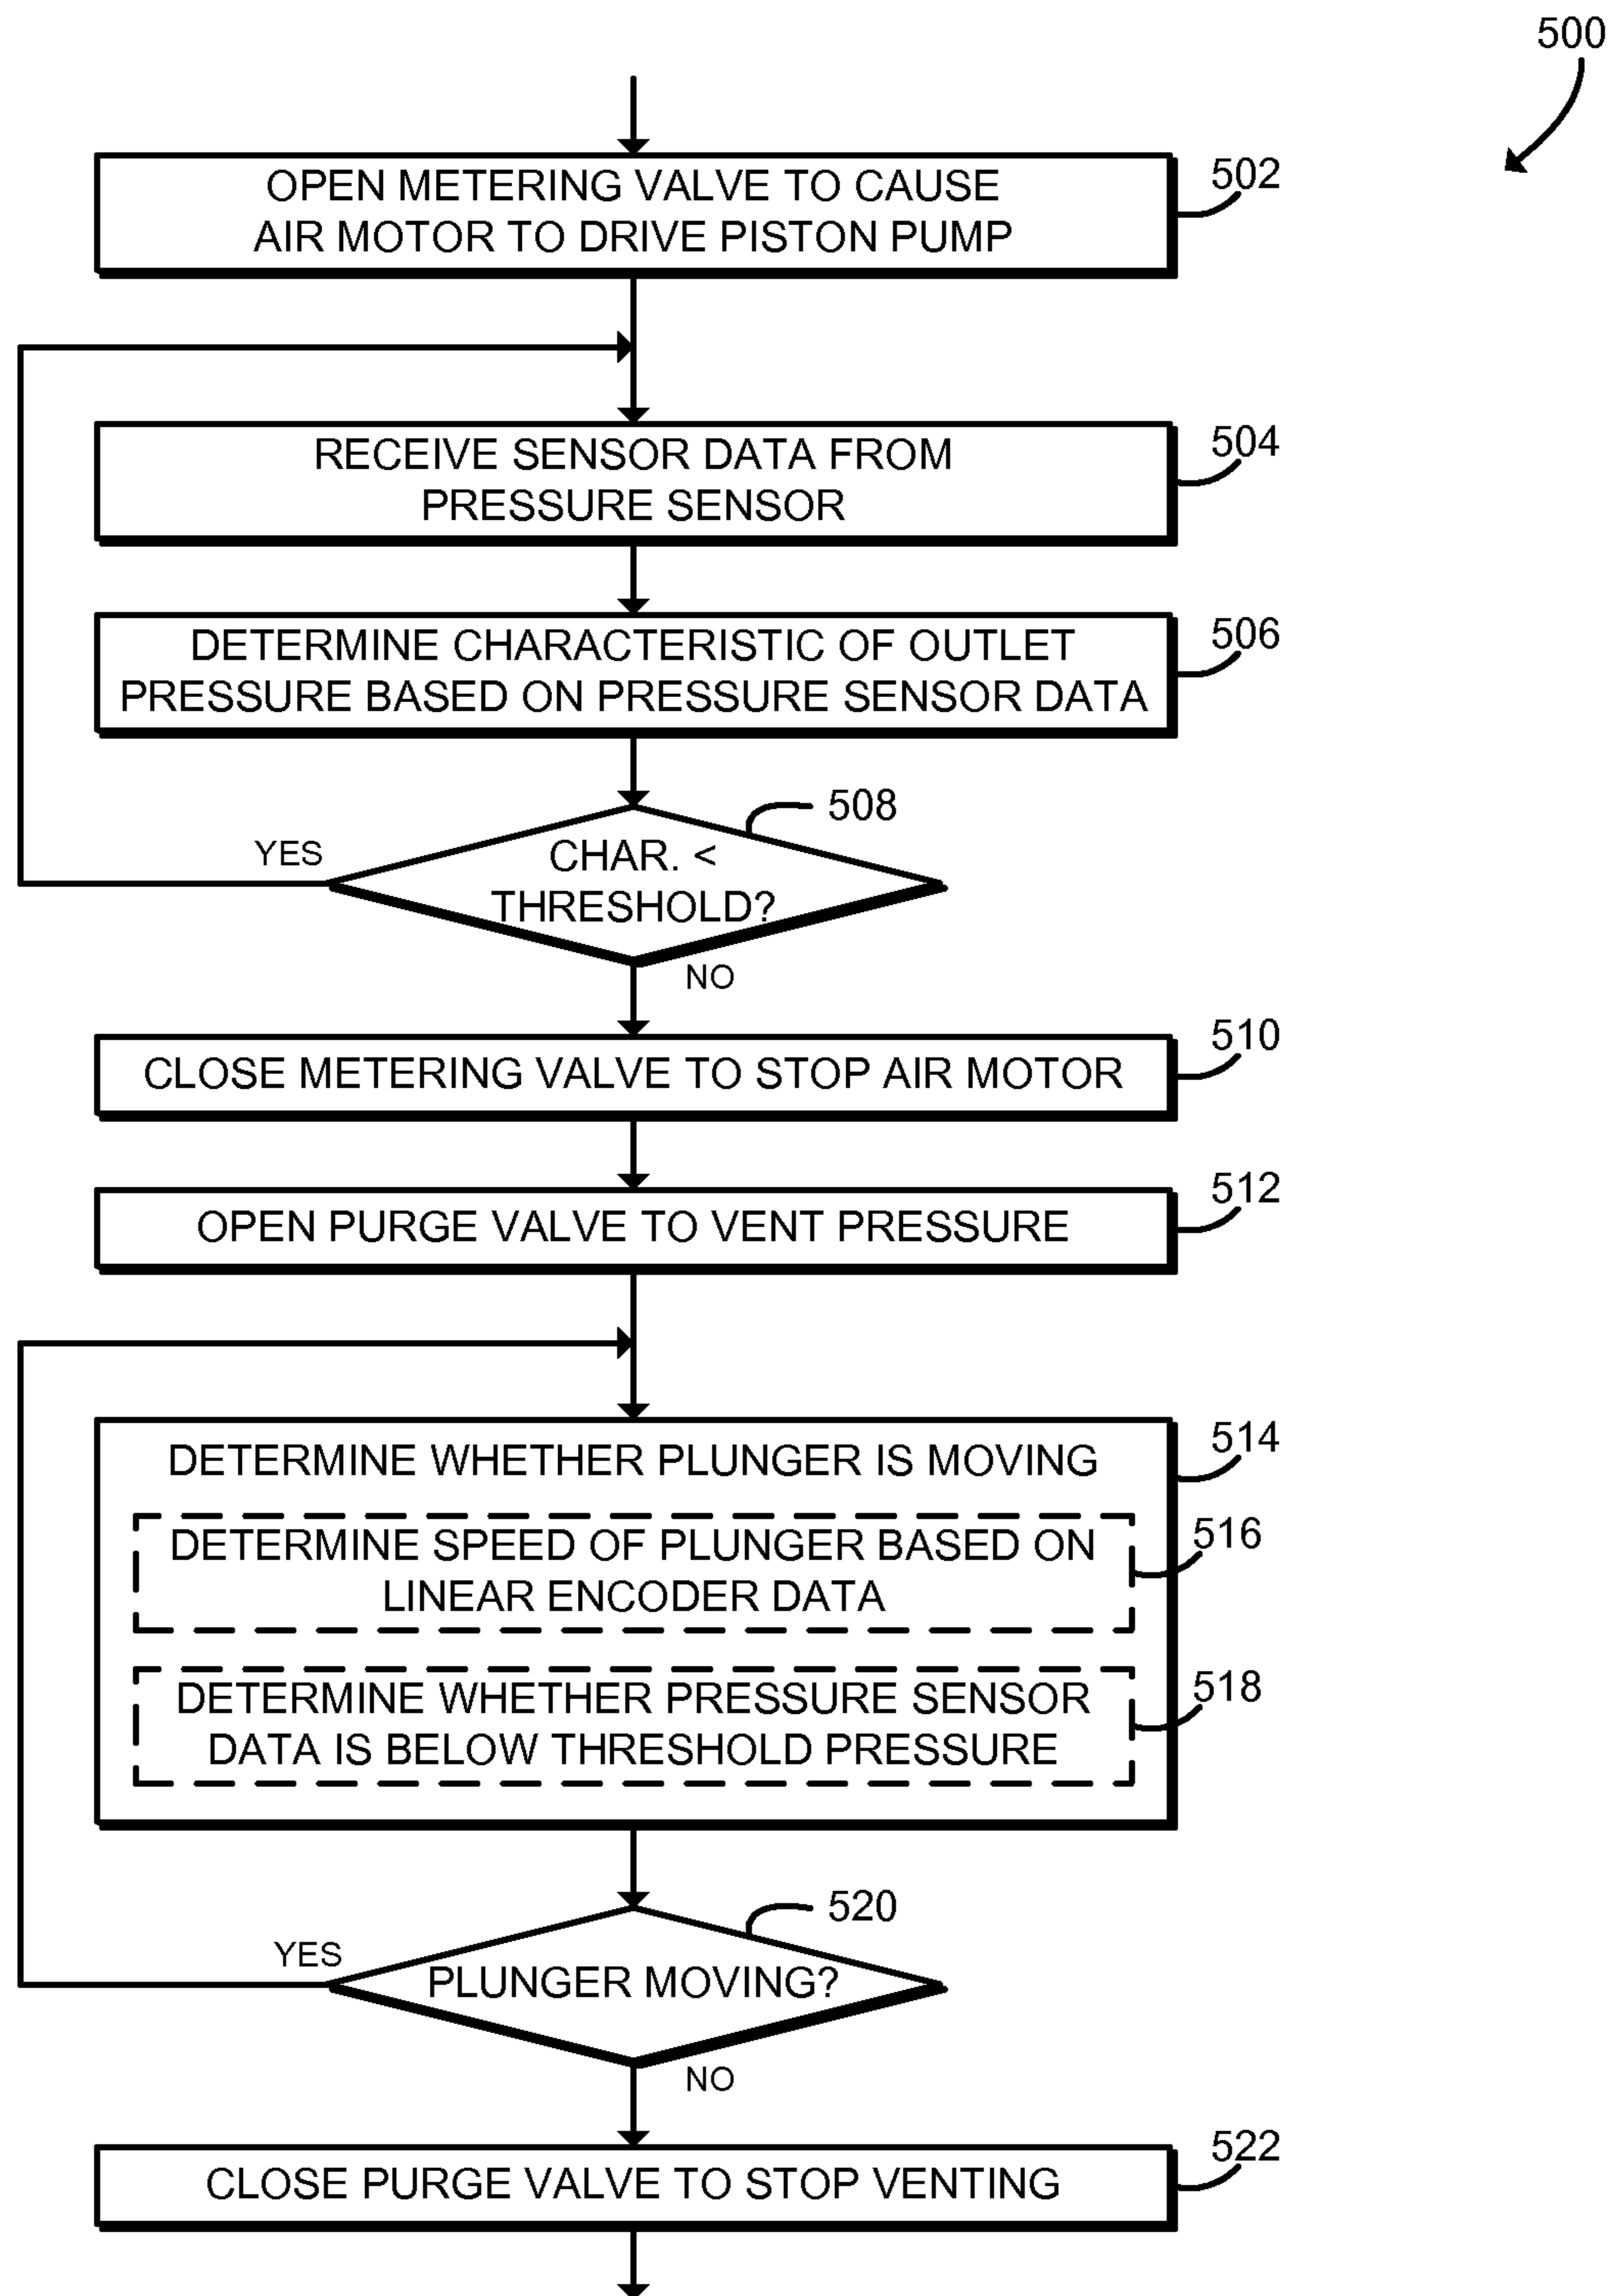 500
OPEN METERING VALVE TO CAUSE
AIR MOTOR TO DRIVE PISTON PUMP
502
RECEIVE SENSOR DATA FROM
PRESSURE SENSOR
504
DETERMINE CHARACTERISTIC OF OUTLET
PRESSURE BASED ON PRESSURE SENSOR DATA
506
508
CHAR. <
THRESHOLD?
YES
NO
CLOSE METERING VALVE TO STOP AIR MOTOR
510
OPEN PURGE VALVE TO VENT PRESSURE
512
DETERMINE WHETHER PLUNGER IS MOVING
514
DETERMINE SPEED OF PLUNGER BASED ON
LINEAR ENCODER DATA
516
DETERMINE WHETHER PRESSURE SENSOR
DATA IS BELOW THRESHOLD PRESSURE
518
520
YES
PLUNGER MOVING?
NO
CLOSE PURGE VALVE TO STOP VENTING
522